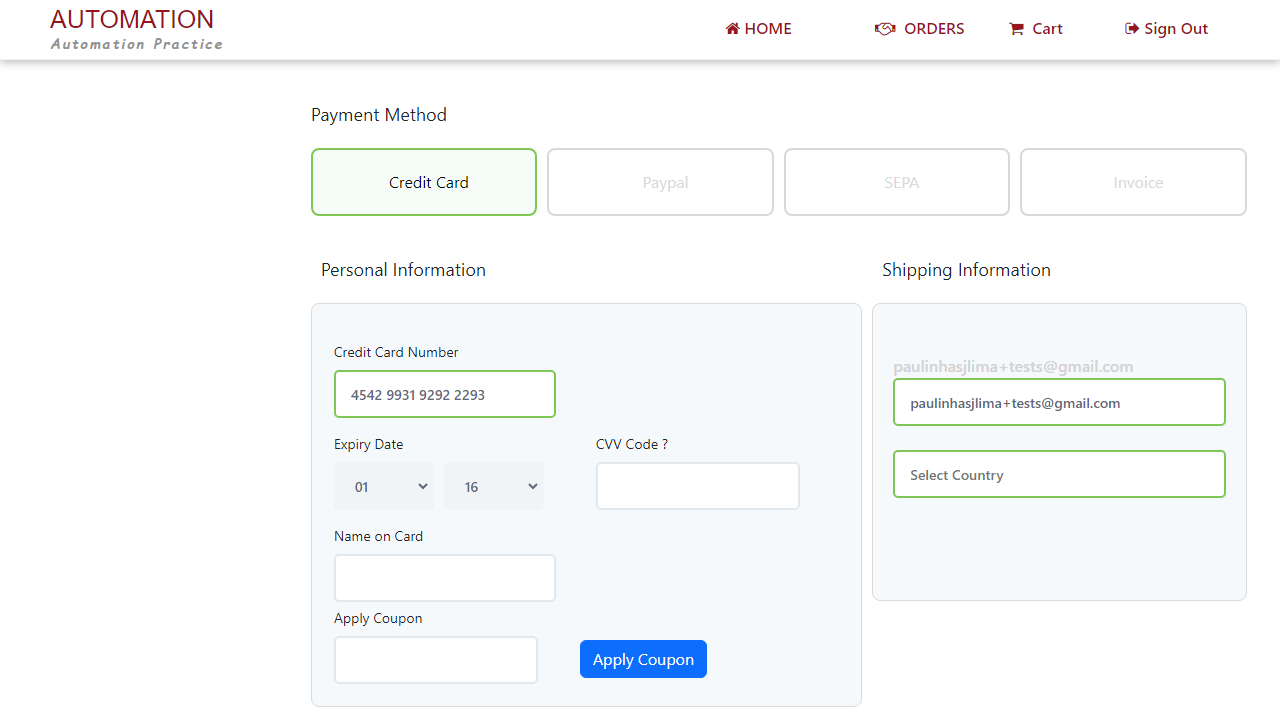 AUTOMATION
Automation Practice
HOME
ORDERS
Cart
Sign Out
Payment Method
Credit Card
Paypal
SEPA
Invoice
Personal Information
Shipping Information
Credit Card Number
4542 9931 9292 2293
Expiry Date
01
16
CVV Code ?
Name on Card
Apply Coupon
Apply Coupon
paulinhasjlima+tests@gmail.com
paulinhasjlima+tests@gmail.com
Select Country